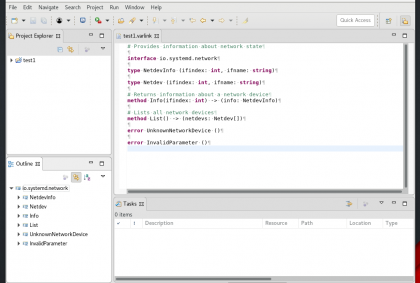 File Edit Navigate Search Project Run Window Help
Quick Access
Project Explorer
test1
test1.varlink
# Provides information about network state¶
interface io.systemd.network¶
type NetdevInfo (ifindex: int, ifname: string)¶
type Netdev (ifindex: int, ifname: string)¶
# Returns information about a network device¶
method Info(ifindex: int) -> (info: NetdevInfo)¶
# Lists all network devices¶
method List() -> (netdevs: Netdev[])¶
error UnknownNetworkDevice ()¶
error InvalidParameter ()¶
Outline
io.systemd.network
NetdevInfo
Netdev
Info
List
UnknownNetworkDevice
InvalidParameter
Tasks
0 items
! Description Resource Path Location Type